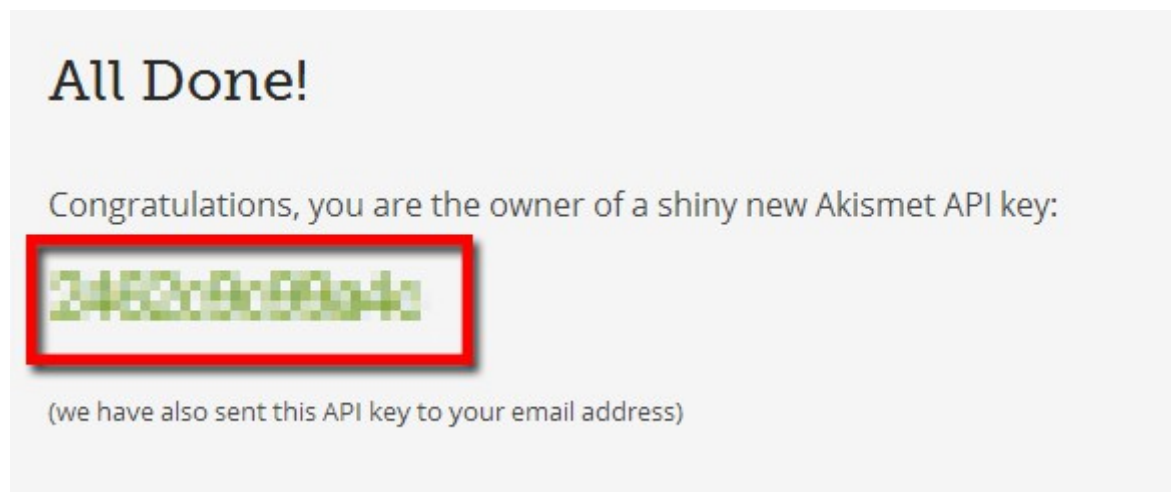 All Done!
Congratulations, you are the owner of a shiny new Akismet API key:
(we have also sent this API key to your email address)